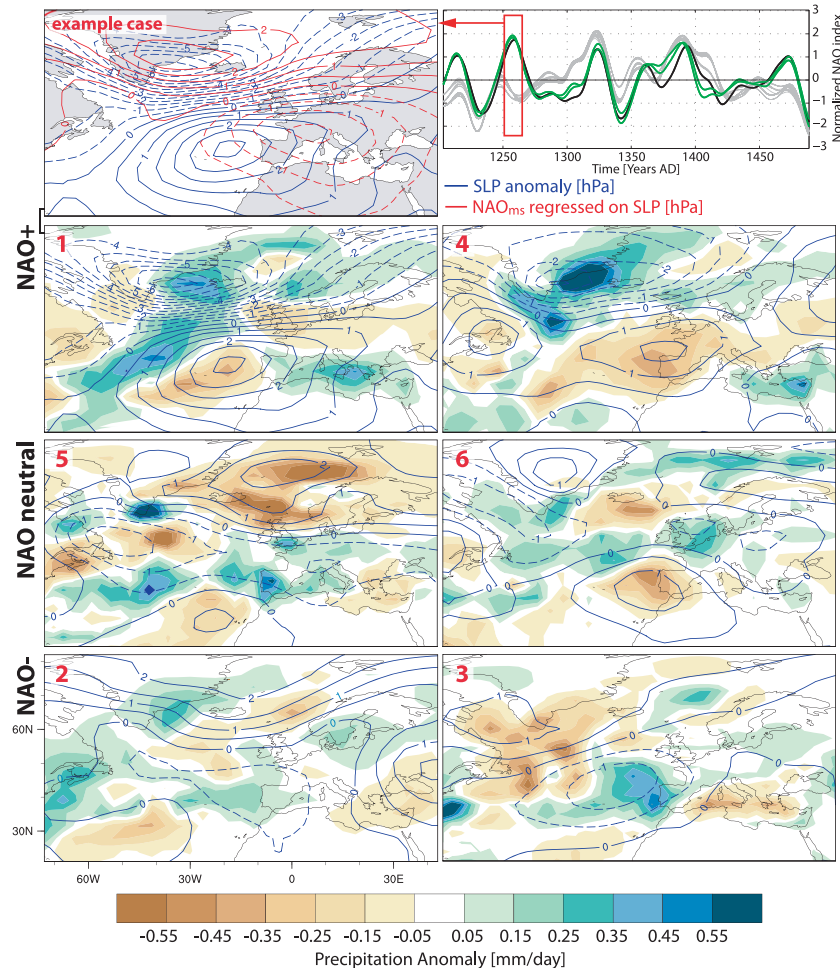 example case
3
2
1
0
-1
-2
-3
Normalized NAO index
1250 1300 1350 1400 1450
Time [Years AD]
SLP anomaly [hPa]
NAOms regressed on SLP [hPa]
NAO+
1
4
NAO neutral
5
6
NAO-
2
3
60N
30N
60W 30W 0 30E
-0.55 -0.45 -0.35 -0.25 -0.15 -0.05 0.05 0.15 0.25 0.35 0.45 0.55
Precipitation Anomaly [mm/day]